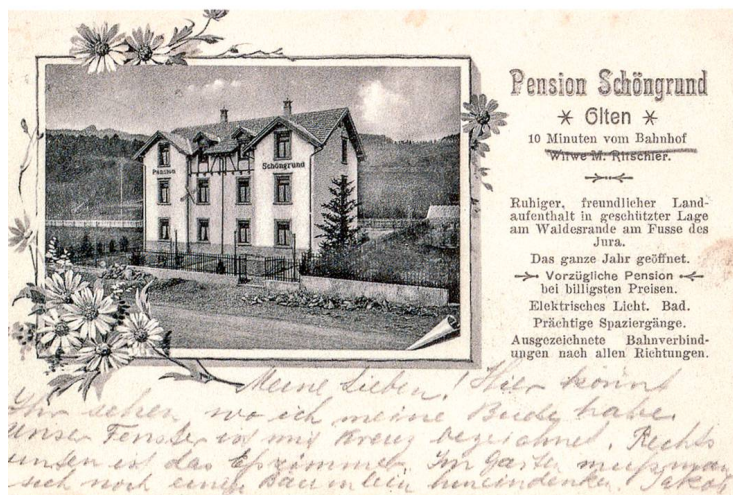 Pension Schöngrund
Pension Schöngrund
Olten
10 Minuten vom Bahnhof
Witwe M. Ritschler.
Ruhiger, freundlicher Land-
aufenthalt in geschützter Lage
am Waldesrande am Fusse des
Jura.
Das ganze Jahr geöffnet.
Vorzügliche Pension
bei billigsten Preisen.
Elektrisches Licht. Bad.
Prächtige Spaziergänge.
Ausgezeichnete Bahnverbind-
ungen nach allen Richtungen.
Meine Lieben! Hier könnt
Ihr sehen wo ich meine Bude habe.
Unser Fenster ist mit Kreuz bezeichnet. Rechts
unten ist das Esszimmer. Im Garten muss man
sich noch einen hineindenken. Jakob